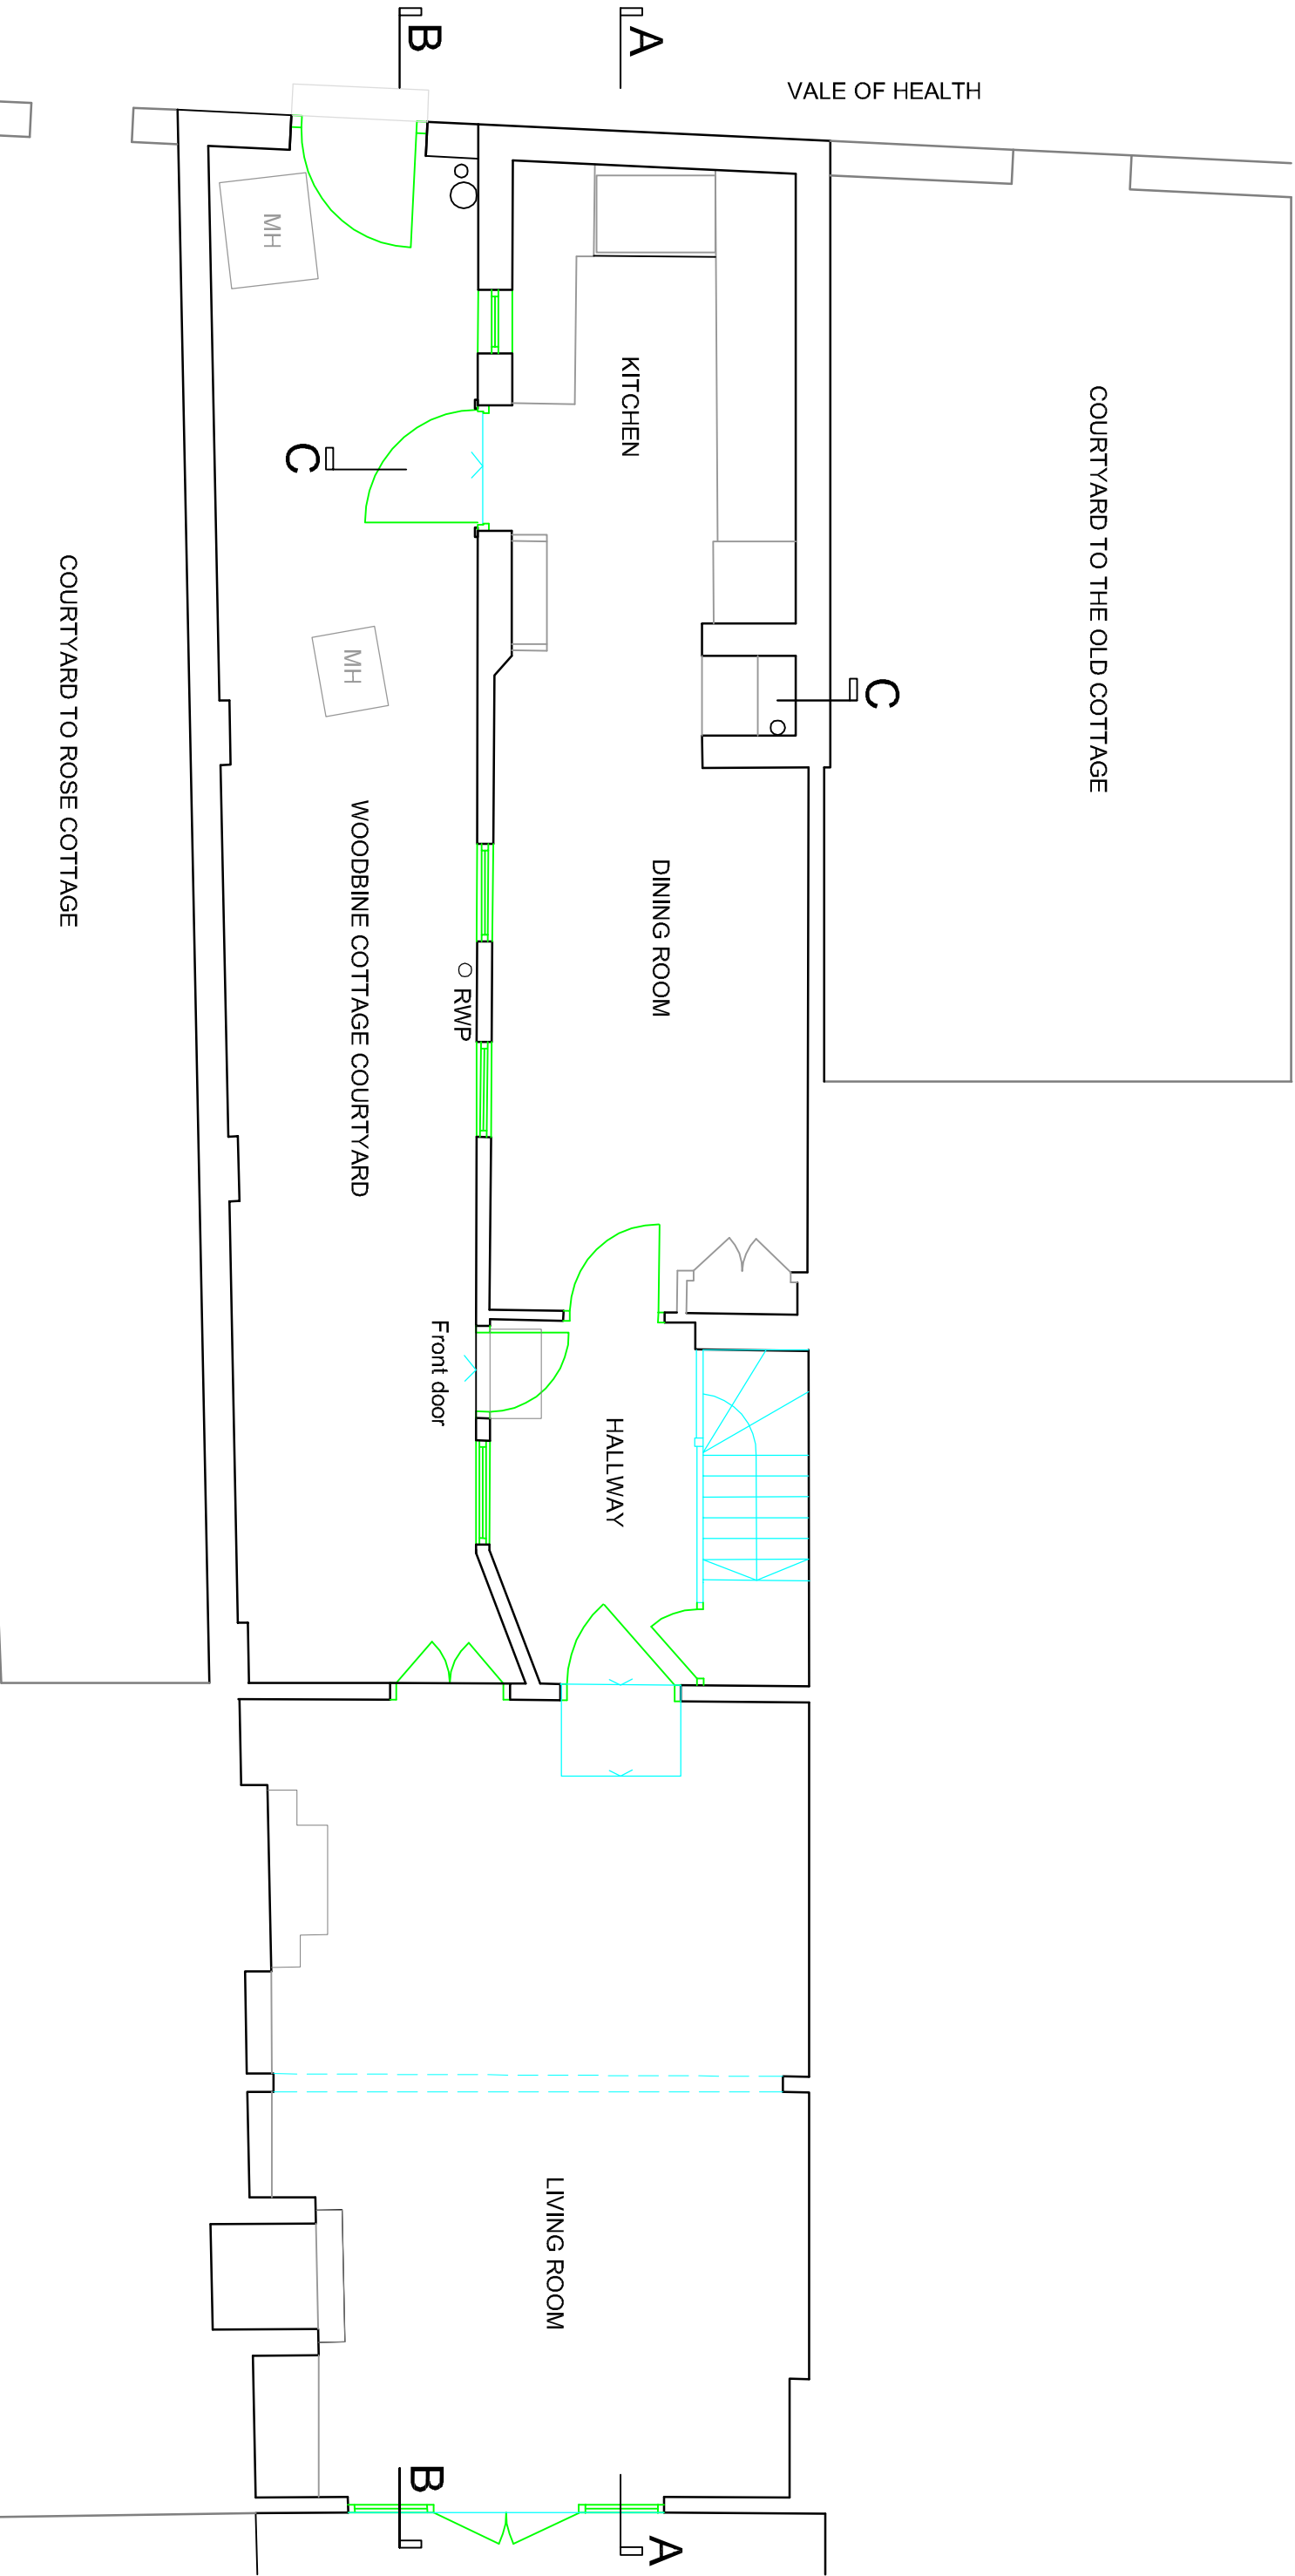 B
A
VALE OF HEALTH
MH
KITCHEN
COURTYARD TO THE OLD COTTAGE
C
COURTYARD TO ROSE COTTAGE
MH
C
WOODBINE COTTAGE COURTYARD
DINING ROOM
RWP
Front door
HALLWAY
LIVING ROOM
B
A